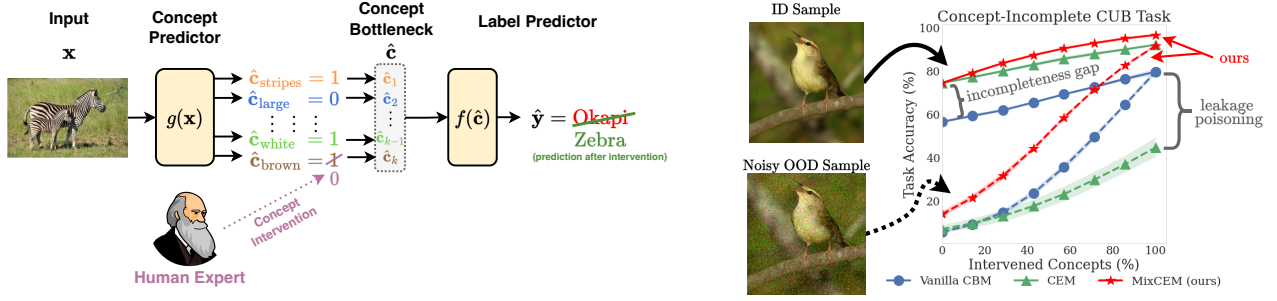 Input
x
Concept
Predictor
g(x)
ĉstripes = 1
ĉlarge = 0
ĉwhite = 1
ĉbrown = 1
0
Concept
Intervention
Human Expert
Concept
Bottleneck
ĉ
ĉ1
ĉ2
ĉk−1
ĉk
Label Predictor
f(ĉ)
ŷ = Okapi
Zebra
(prediction after intervention)
ID Sample
Noisy OOD Sample
Concept-Incomplete CUB Task
Task Accuracy (%)
100
80
60
40
20
incompleteness gap
ours
leakage
poisoning
0 20 40 60 80 100
Intervened Concepts (%)
Vanilla CBM CEM MixCEM (ours)